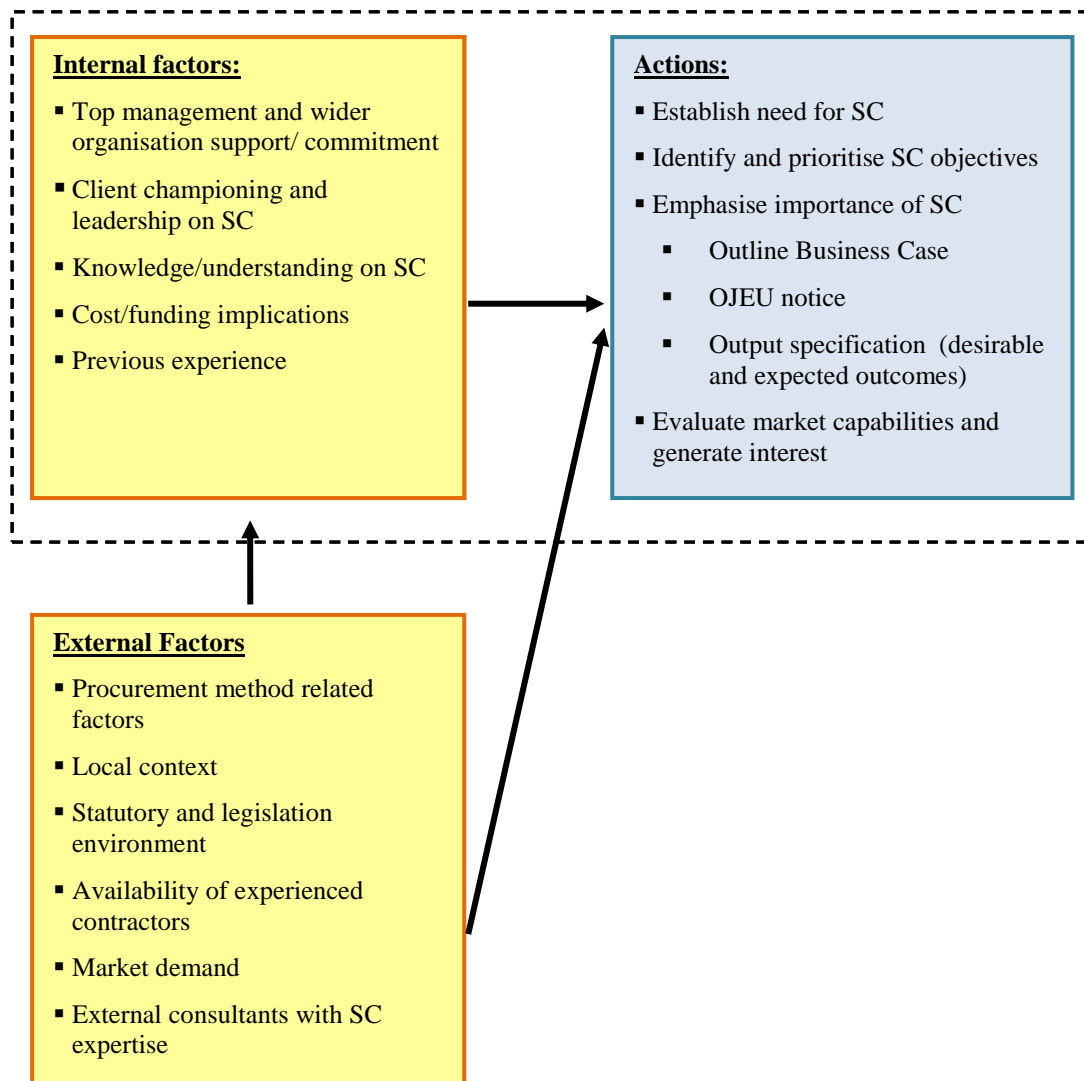 Internal factors:
▪ Top management and wider
organisation support/ commitment
▪ Client championing and
leadership on SC
▪ Knowledge/understanding on SC
▪ Cost/funding implications
▪ Previous experience
Actions:
▪ Establish need for SC
▪ Identify and prioritise SC objectives
▪ Emphasise importance of SC
▪ Outline Business Case
▪ OJEU notice
▪ Output specification (desirable
and expected outcomes)
▪ Evaluate market capabilities and
generate interest
External Factors
▪ Procurement method related
factors
▪ Local context
▪ Statutory and legislation
environment
▪ Availability of experienced
contractors
▪ Market demand
▪ External consultants with SC
expertise